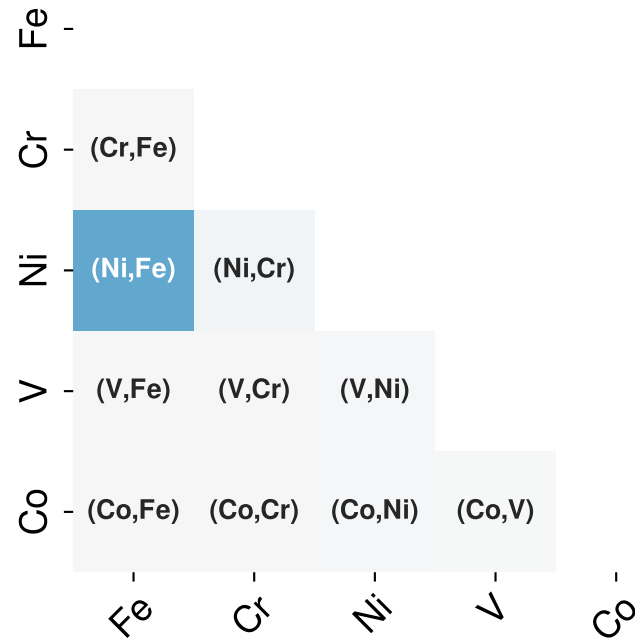 Fe
Cr
(Cr,Fe)
Ni
(Ni,Fe) (Ni,Cr)
V
(V,Fe) (V,Cr) (V,Ni)
Co
(Co,Fe) (Co,Cr) (Co,Ni) (Co,V)
Fe Cr Ni V Co